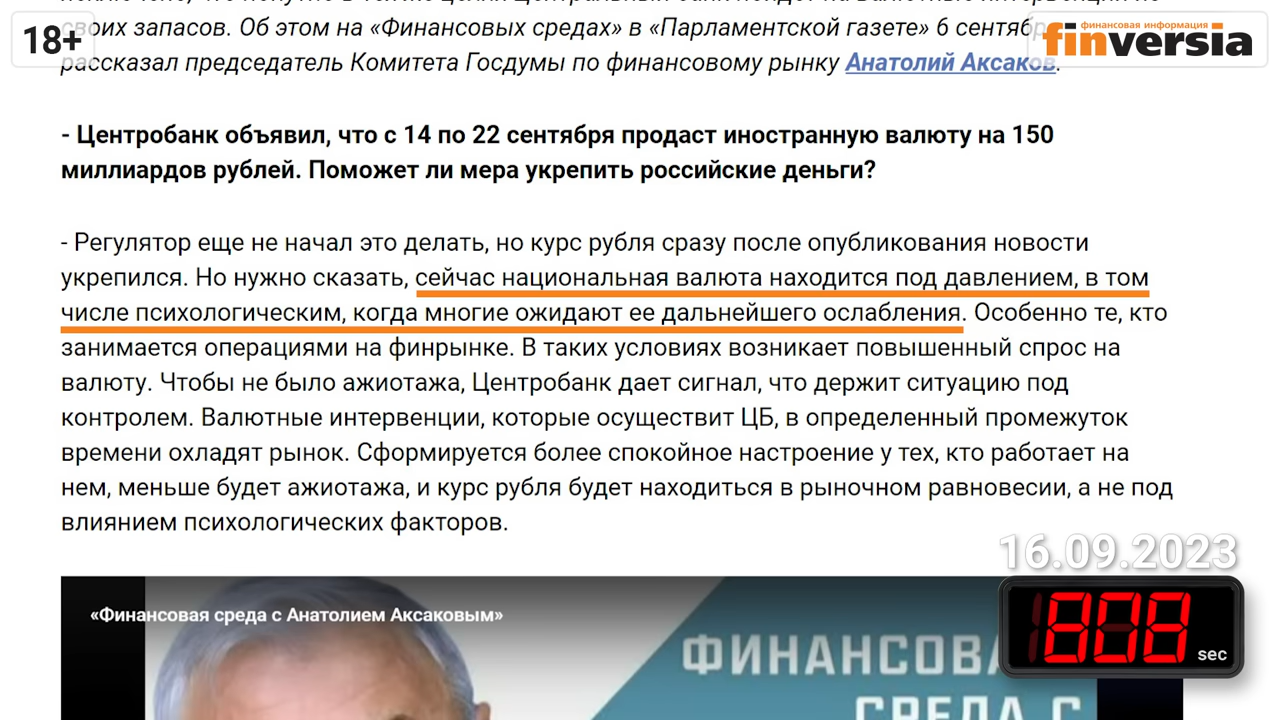 своих запасов. Об этом на «Финансовых средах» в «Парламентской газете» 6 сентяб
18+
финансовая информация
finversia
рассказал председатель Комитета Госдумы по финансовому рынку Анатолий Аксаков.
- Центробанк объявил, что с 14 по 22 сентября продаст иностранную валюту на 150
миллиардов рублей. Поможет ли мера укрепить российские деньги?
- Регулятор еще не начал это делать, но курс рубля сразу после опубликования новости
укрепился. Но нужно сказать, сейчас национальная валюта находится под давлением, в том
числе психологическим, когда многие ожидают ее дальнейшего ослабления. Особенно те, кто
занимается операциями на финрынке. В таких условиях возникает повышенный спрос на
валюту. Чтобы не было ажиотажа, Центробанк дает сигнал, что держит ситуацию под
контролем. Валютные интервенции, которые осуществит ЦБ, в определенный промежуток
времени охладят рынок. Сформируется более спокойное настроение у тех, кто работает на
нем, меньше будет ажиотажа, и курс рубля будет находиться в рыночном равновесии, а не под
влиянием психологических факторов.
16.09.2023
«Финансовая среда с Анатолием Аксаковым»
ФИНАНСОВА
СРЕДА С
sec